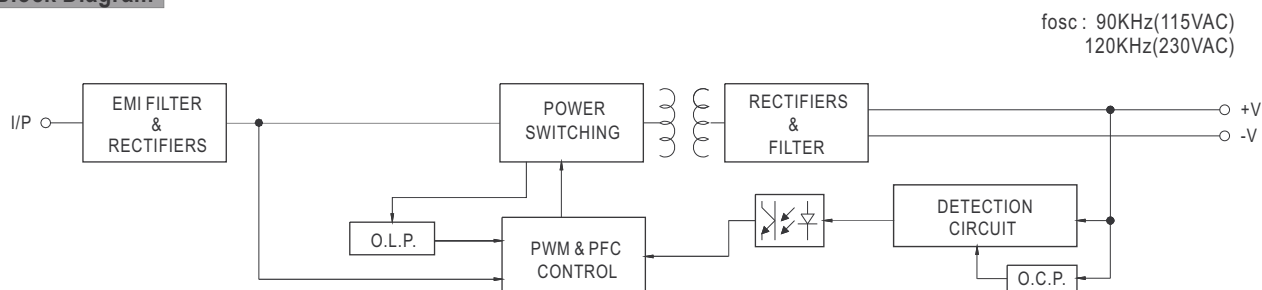 Block Diagram
fosc : 90KHz(115VAC)
120KHz(230VAC)
I/P
EMI FILTER
&
RECTIFIERS
POWER
SWITCHING
RECTIFIERS
&
FILTER
+V
-V
O.L.P.
PWM & PFC
CONTROL
DETECTION
CIRCUIT
O.C.P.